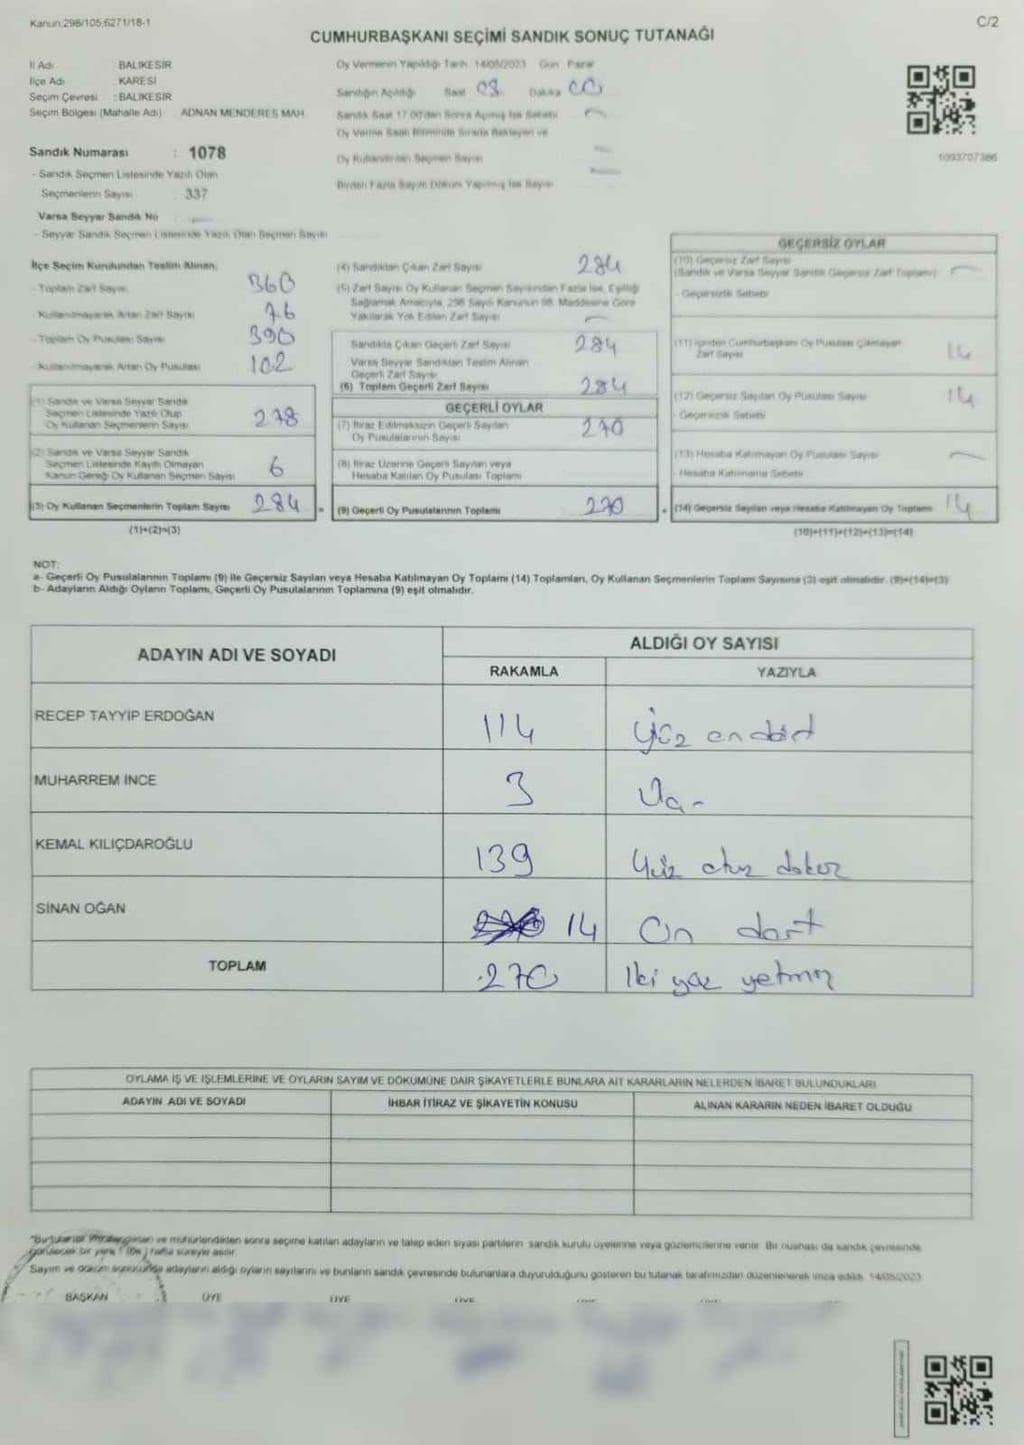 Kanun:298/105;6271/18-1
C/2
CUMHURBAŞKANI SEÇİMİ SANDIK SONUÇ TUTANAĞI
İl Adı BALIKESİR
İlçe Adı : KARESİ
Seçim Çevresi : BALIKESİR
Seçim Bölgesi (Mahalle Adı) ADNAN MENDERES MAH.
Sandık Numarası : 1078
- Sandık Seçmen Listesinde Yazılı Olan
Seçmenlerin Sayısı : 337
Varsa Seyyar Sandık No
- Seyyar Sandık Seçmen Listesinde Yazılı Olan Seçmen Sayısı
Oy Vermenin Yapıldığı Tarih: 14/05/2023 Gün: Pazar
Sandığın Açıldığı Saat 08 Dakika 00
Sandık Saat 17.00'dan Sonra Açılmış İse Sebebi
Oy Verme Saati Bitiminde Sırada Bekleyen ve
Oy Kullandırılan Seçmen Sayısı
Birden Fazla Sayım Döküm Yapılmış İse Sayısı
1093707386
İlçe Seçim Kurulundan Teslim Alınan;
- Toplam Zarf Sayısı 360
- Kullanılmayarak Artan Zarf Sayısı 76
- Toplam Oy Pusulası Sayısı 390
- Kullanılmayarak Artan Oy Pusulası 102
(1) Sandık ve Varsa Seyyar Sandık
Seçmen Listesinde Yazılı Olup
Oy Kullanan Seçmenlerin Sayısı 278
(2) Sandık ve Varsa Seyyar Sandık
Seçmen Listesinde Kayıtlı Olmayan
Kanun Gereği Oy Kullanan Seçmen Sayısı 6
(3) Oy Kullanan Seçmenlerin Toplam Sayısı 284
(1)+(2)=(3)
(4) Sandıktan Çıkan Zarf Sayısı 284
(5) Zarf Sayısı Oy Kullanan Seçmen Sayısından Fazla İse, Eşitliği
Sağlamak Amacıyla, 298 Sayılı Kanunun 98. Maddesine Göre
Yakılarak Yok Edilen Zarf Sayısı
Sandıkta Çıkan Geçerli Zarf Sayısı 284
Varsa Seyyar Sandıktan Teslim Alınan
Geçerli Zarf Sayısı
(6) Toplam Geçerli Zarf Sayısı 284
GEÇERLİ OYLAR
(7) İtiraz Edilmeksizin Geçerli Sayılan
Oy Pusulalarının Sayısı 270
(8) İtiraz Üzerine Geçerli Sayılan veya
Hesaba Katılan Oy Pusulası Toplamı
= (9) Geçerli Oy Pusulalarının Toplamı 270
GEÇERSİZ OYLAR
(10) Geçersiz Zarf Sayısı
(Sandık ve Varsa Seyyar Sandık Geçersiz Zarf Toplamı)
- Geçersizlik Sebebi
(11) İçinden Cumhurbaşkanı Oy Pusulası Çıkmayan
Zarf Sayısı 14
(12) Geçersiz Sayılan Oy Pusulası Sayısı 14
- Geçersizlik Sebebi
(13) Hesaba Katılmayan Oy Pusulası Sayısı
- Hesaba Katılmama Sebebi
+ (14) Geçersiz Sayılan veya Hesaba Katılmayan Oy Toplamı 14
(10)+(11)+(12)+(13)=(14)
NOT:
a- Geçerli Oy Pusulalarının Toplamı (9) ile Geçersiz Sayılan veya Hesaba Katılmayan Oy Toplamı (14) Toplamları, Oy Kullanan Seçmenlerin Toplam Sayısına (3) eşit olmalıdır. (9)+(14)=(3)
b- Adayların Aldığı Oyların Toplamı, Geçerli Oy Pusulalarının Toplamına (9) eşit olmalıdır.
ADAYIN ADI VE SOYADI ALDIĞI OY SAYISI
RAKAMLA YAZIYLA
RECEP TAYYİP ERDOĞAN 114 yüz on dört
MUHARREM İNCE 3 Üç
KEMAL KILIÇDAROĞLU 139 Yüz otuz dokuz
SİNAN OĞAN 14 On dört
TOPLAM 270 İki yüz yetmiş
OYLAMA İŞ VE İŞLEMLERİNE VE OYLARIN SAYIM VE DÖKÜMÜNE DAİR ŞİKAYETLERLE BUNLARA AİT KARARLARIN NELERDEN İBARET BULUNDUKLARI
ADAYIN ADI VE SOYADI İHBAR İTİRAZ VE ŞİKAYETİN KONUSU ALINAN KARARIN NEDEN İBARET OLDUĞU
ve mühürlendikten sonra seçime katılan adayların ve talep eden siyasi partilerin sandık kurulu üyelerine veya gözlemcilerine verilir. Bir nüshası da sandık çevresinde
görülecek bir yere 1 (bir) hafta süreyle asılır.
Sayım ve döküm sonucunda adayların aldığı oyların sayılarını ve bunların sandık çevresinde bulunanlara duyurulduğunu gösteren bu tutanak tarafımızdan düzenlenerek imza edildi. 14/05/2023
BAŞKAN ÜYE ÜYE ÜYE